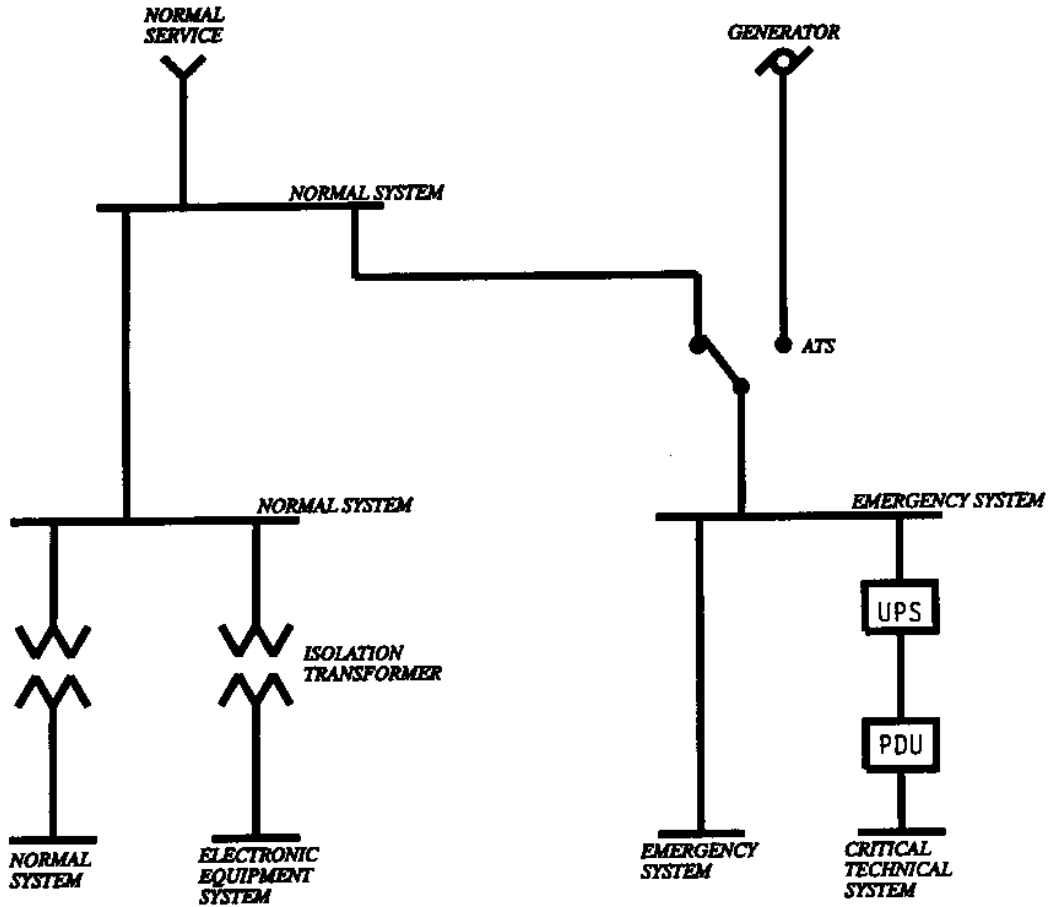 NORMAL
SERVICE
GENERATOR
NORMAL SYSTEM
ATS
NORMAL SYSTEM
EMERGENCY SYSTEM
UPS
ISOLATION
TRANSFORMER
PDU
NORMAL
SYSTEM
ELECTRONIC
EQUIPMENT
SYSTEM
EMERGENCY
SYSTEM
CRITICAL
TECHNICAL
SYSTEM